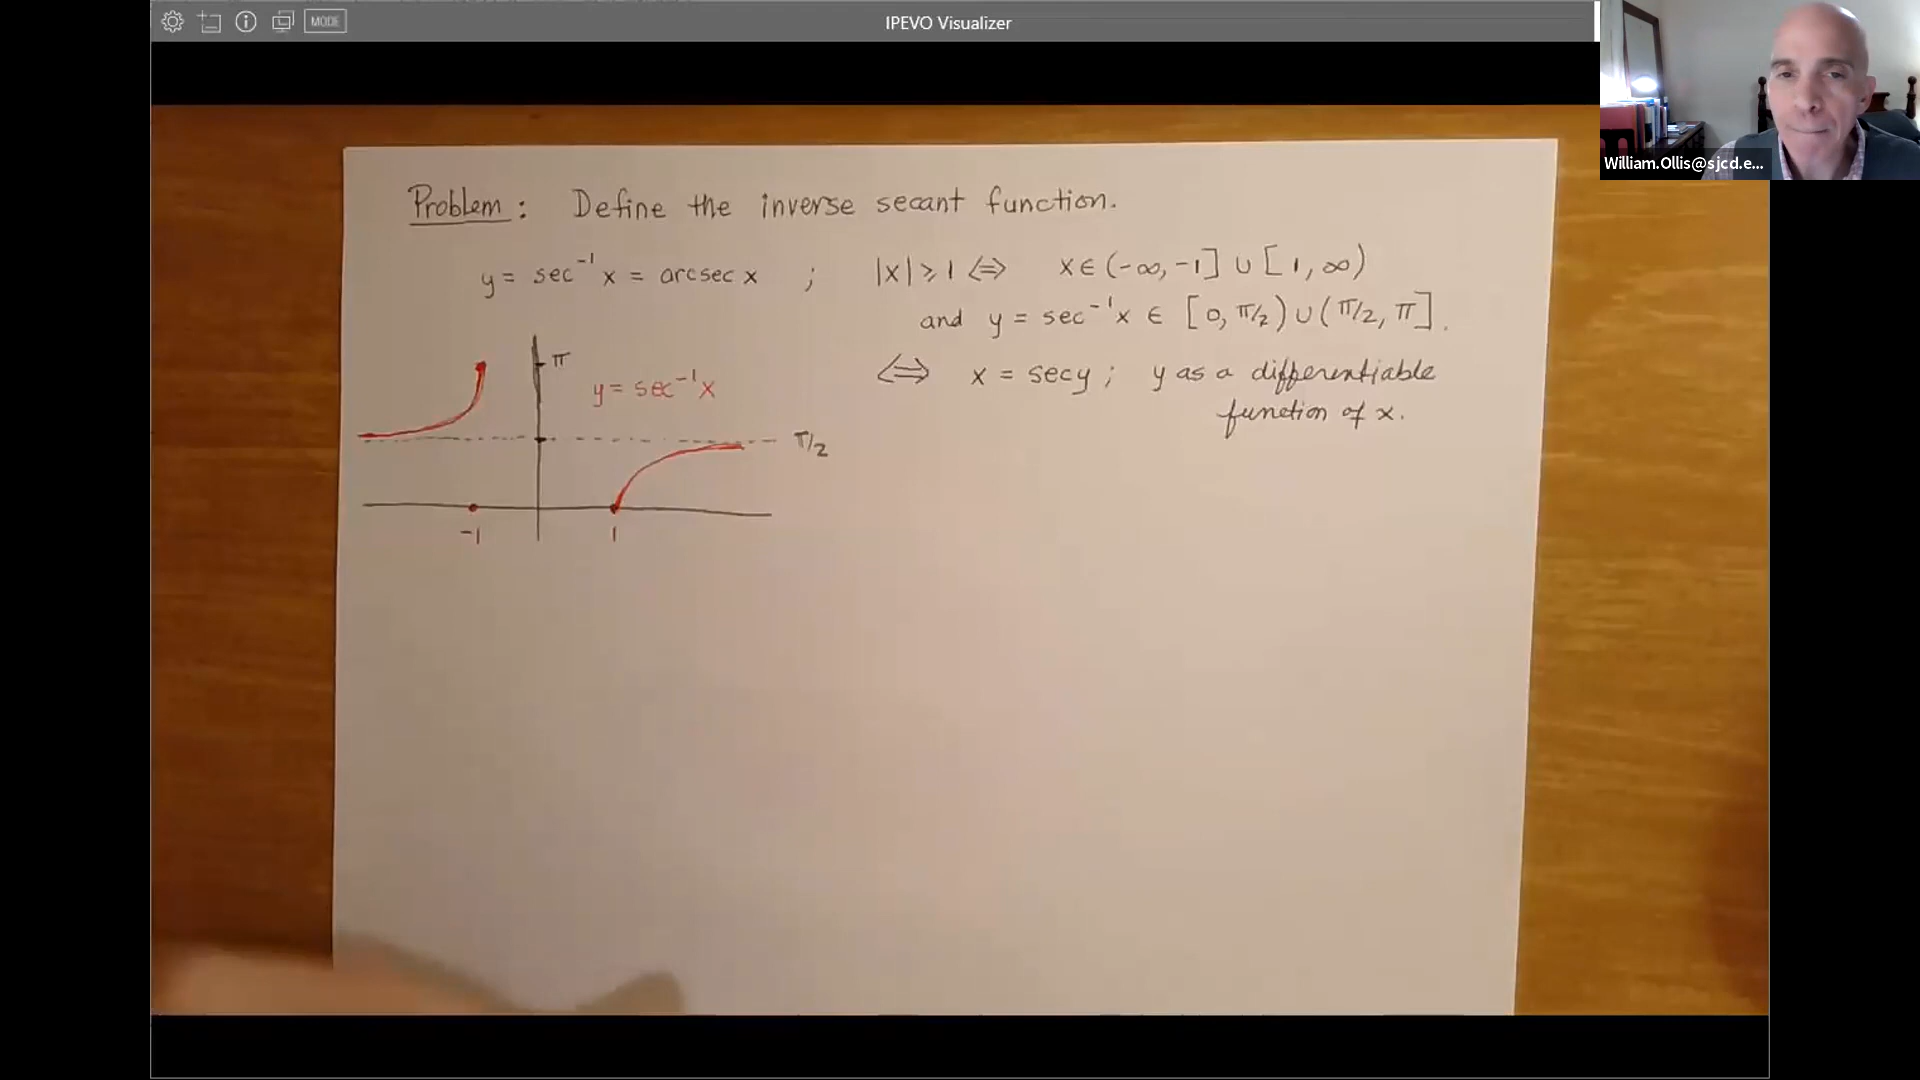 MODE
IPEVO Visualizer
William.Ollis@sjcd.e...
Problem: Define the inverse secant function.
y = sec⁻¹ x = arcsec x ; |x| ⩾ 1 ⇔ x ∈ (-∞, -1] ∪ [1, ∞)
and y = sec⁻¹x ∈ [0, π/2) ∪ (π/2, π].
⇔ x = sec y ; y as a differentiable
function of x.
π
y = sec⁻¹x
π/2
-1
1